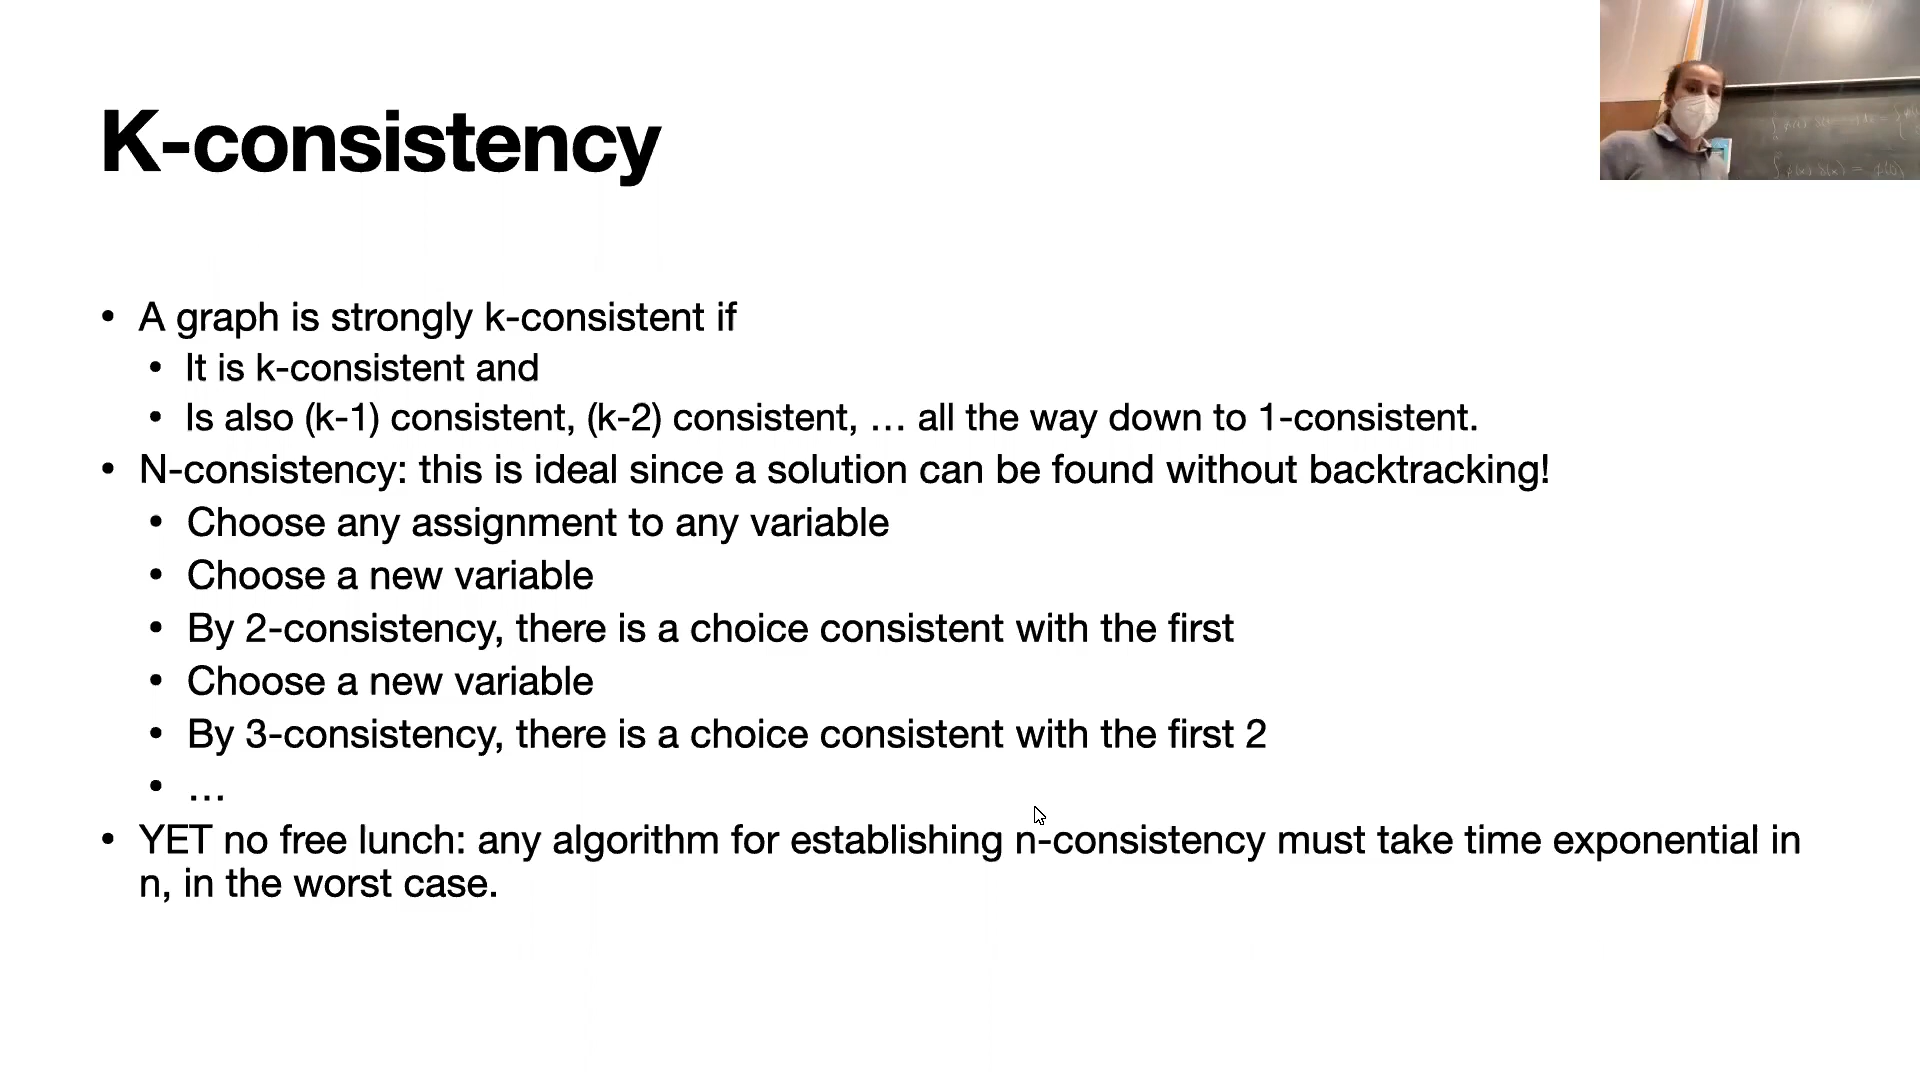 K-consistency
• A graph is strongly k-consistent if
• It is k-consistent and
• Is also (k-1) consistent, (k-2) consistent, … all the way down to 1-consistent.
• N-consistency: this is ideal since a solution can be found without backtracking!
• Choose any assignment to any variable
• Choose a new variable
• By 2-consistency, there is a choice consistent with the first
• Choose a new variable
• By 3-consistency, there is a choice consistent with the first 2
• …
• YET no free lunch: any algorithm for establishing n-consistency must take time exponential in
n, in the worst case.